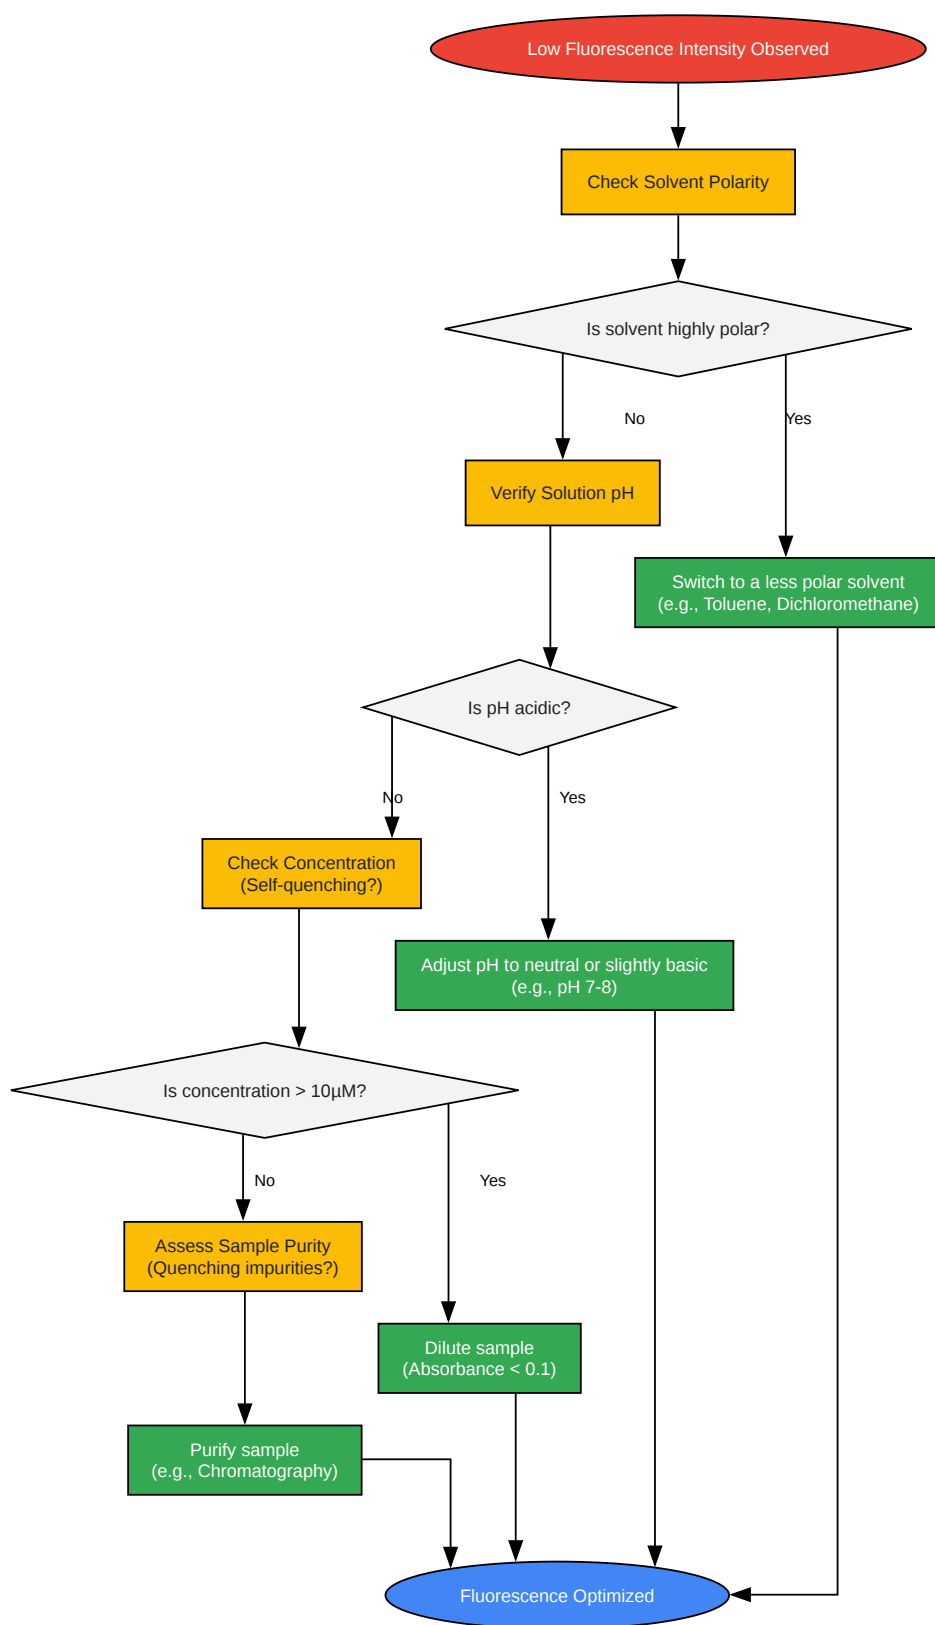 Low Fluorescence Intensity Observed
Check Solvent Polarity
Is solvent highly polar?
No
Yes
Verify Solution pH
Switch to a less polar solvent
(e.g., Toluene, Dichloromethane)
Is pH acidic?
No
Yes
Check Concentration
(Self-quenching?)
Adjust pH to neutral or slightly basic
(e.g., pH 7-8)
Is concentration > 10µM?
No
Yes
Assess Sample Purity
(Quenching impurities?)
Dilute sample
(Absorbance < 0.1)
Purify sample
(e.g., Chromatography)
Fluorescence Optimized